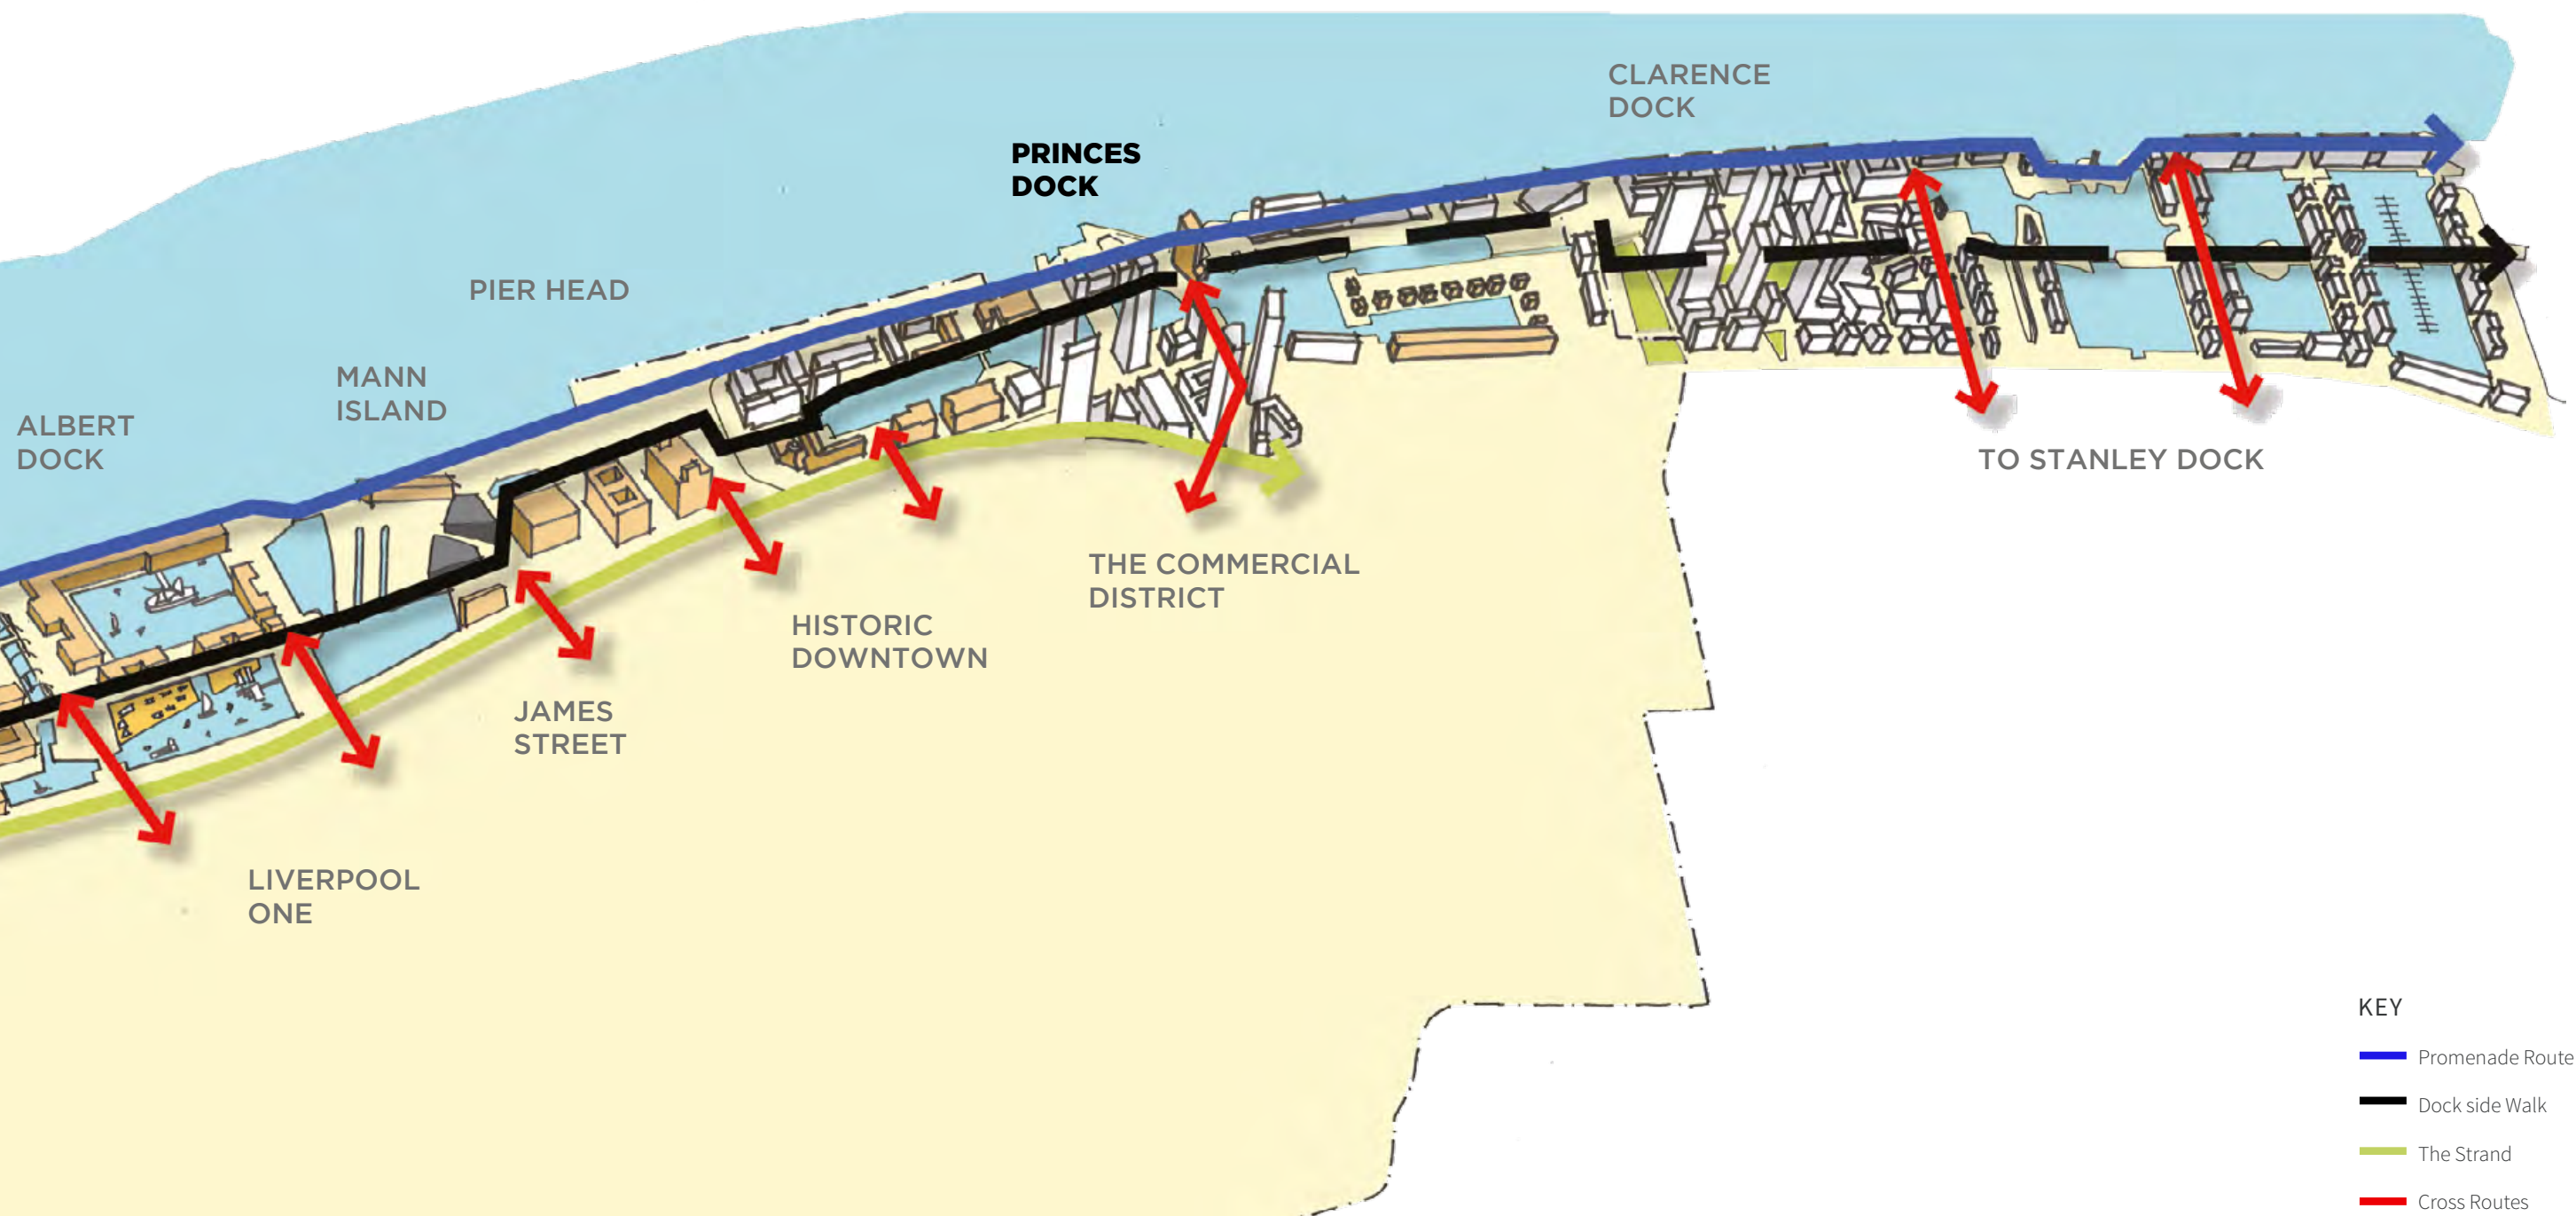 CLARENCE
DOCK
PRINCES
DOCK
PIER HEAD
MANN
ISLAND
ALBERT
DOCK
TO STANLEY DOCK
THE COMMERCIAL
DISTRICT
HISTORIC
DOWNTOWN
JAMES
STREET
LIVERPOOL
ONE
KEY
Promenade Route
Dock side Walk
The Strand
Cross Routes